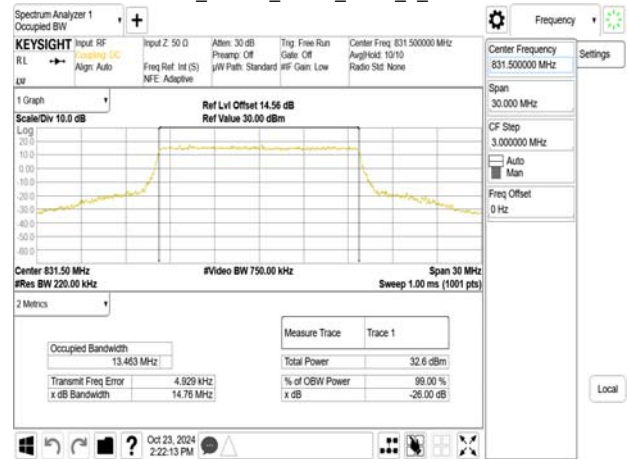 Spectrum Analyzer 1
Occupied BW
Frequency
KEYSIGHT
Input: RF
Coupling: DC
Align: Auto
Input Z: 50 Ω
Freq Ref: Int (S)
NFE: Adaptive
Atten: 30 dB
Preamp: Off
µW Path: Standard
Trig: Free Run
Gate: Off
#IF Gain: Low
Center Freq: 831.500000 MHz
Avg|Hold: 10/10
Radio Std: None
RL
Center Frequency
831.500000 MHz
Settings
Span
30.000 MHz
CF Step
3.000000 MHz
Auto
Man
Freq Offset
0 Hz
Local
1 Graph
Scale/Div 10.0 dB
Ref Lvl Offset 14.56 dB
Ref Value 30.00 dBm
Log
20.0
10.0
0.00
-10.0
-20.0
-30.0
-40.0
-50.0
-60.0
Center 831.50 MHz
#Res BW 220.00 kHz
#Video BW 750.00 kHz
Span 30 MHz
Sweep 1.00 ms (1001 pts)
2 Metrics
Measure Trace Trace 1
Occupied Bandwidth
13.463 MHz
Total Power 32.6 dBm
Transmit Freq Error 4.929 kHz
% of OBW Power 99.00 %
x dB Bandwidth 14.76 MHz
x dB -26.00 dB
Oct 23, 2024
2:22:13 PM